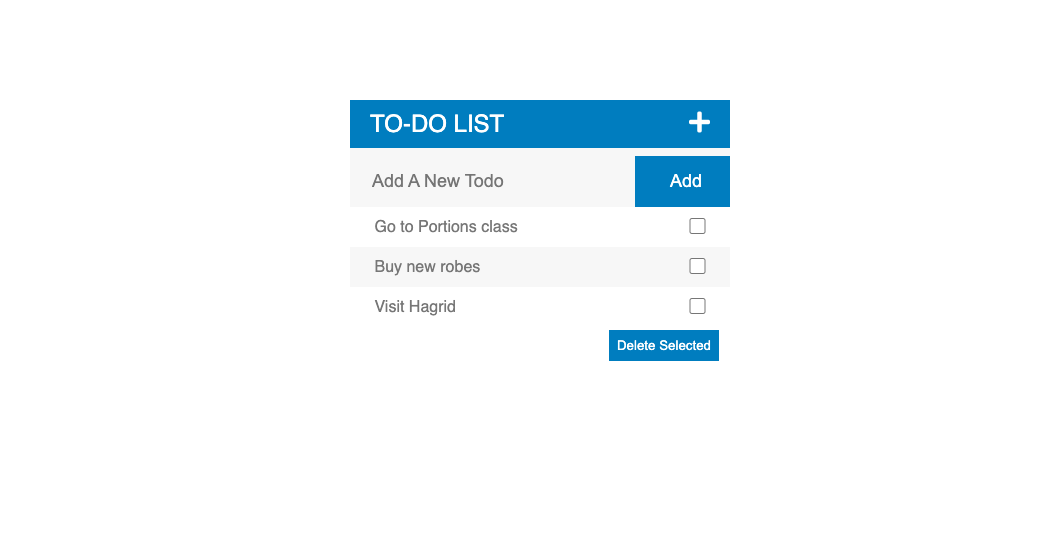 TO-DO LIST
Add A New Todo Add
Go to Portions class
Buy new robes
Visit Hagrid
Delete Selected